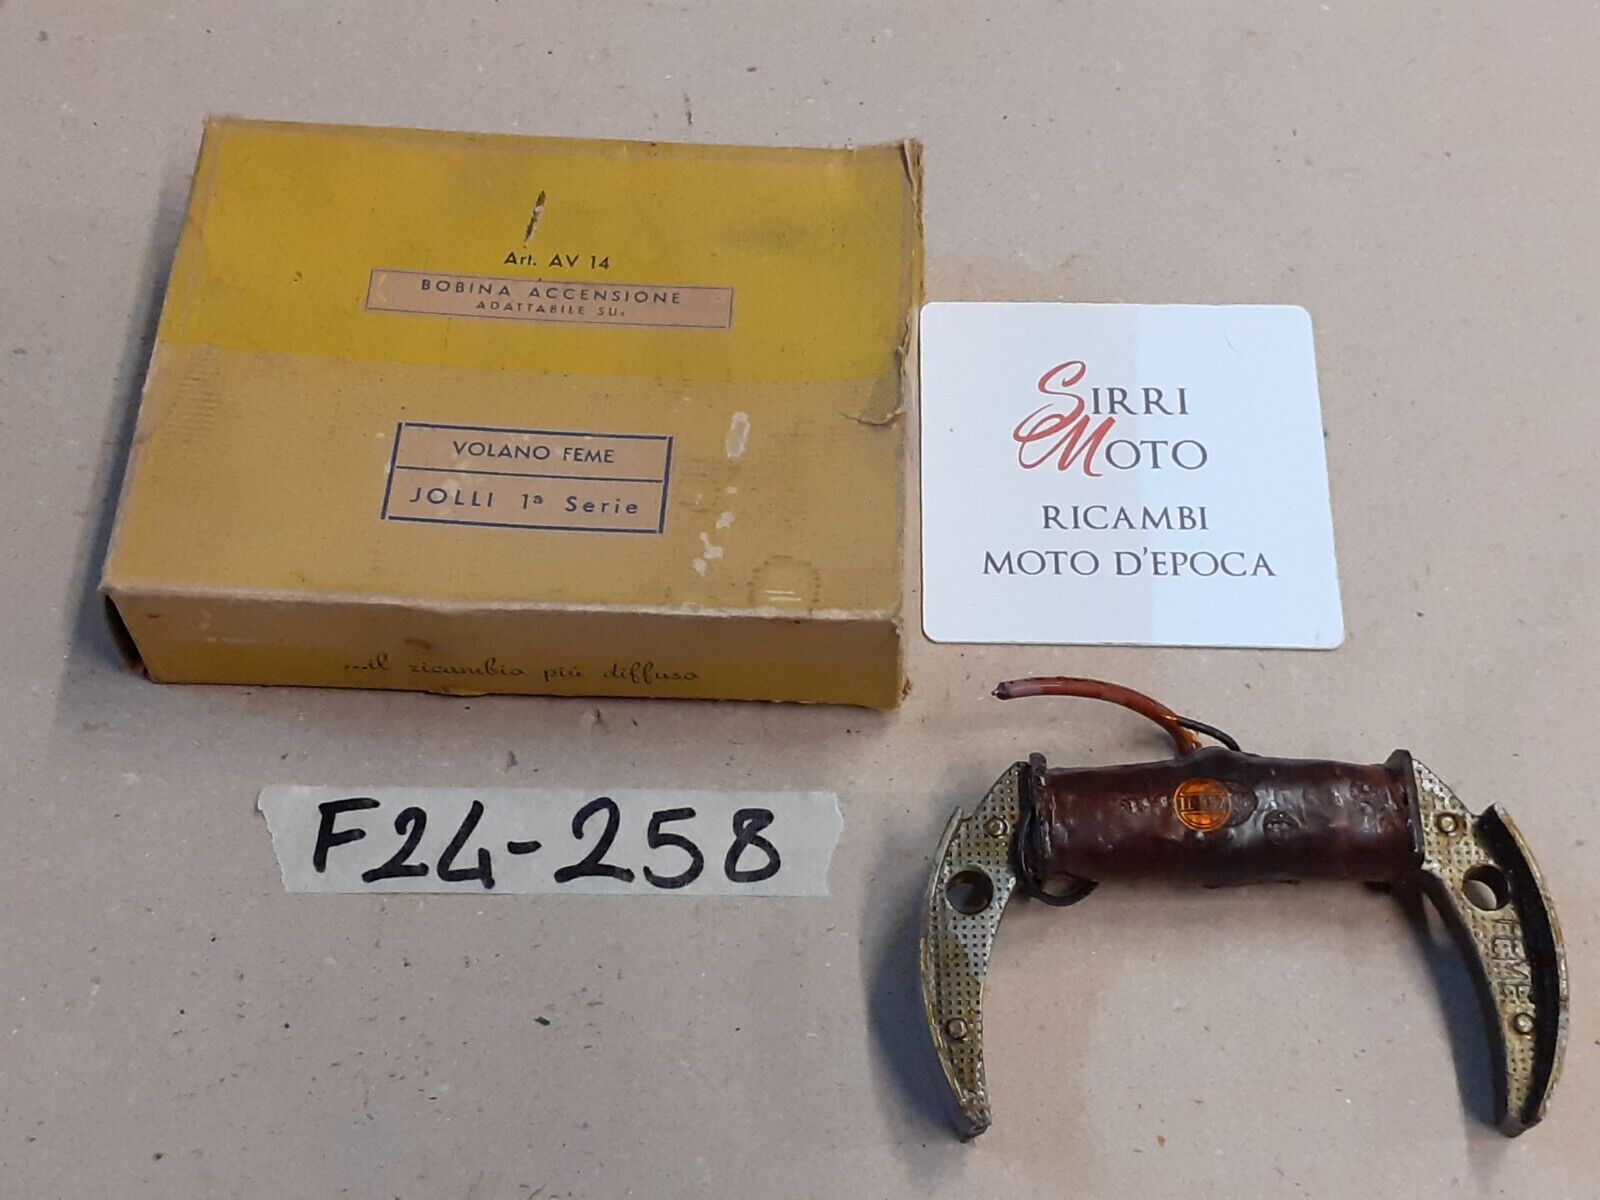 Art. AV 14
BOBINA ACCENSIONE
ADATTABILE SU:
VOLANO FEME
JOLLI 1ª Serie
...il ricambio più diffuso
SIRRI
MOTO
RICAMBI
MOTO D'EPOCA
F24-258
FEME